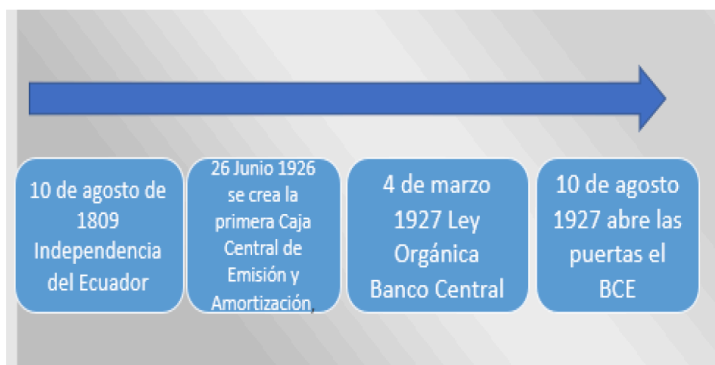 10 de agosto de
1809
Independencia
del Ecuador
26 Junio 1926
se crea la
primera Caja
Central de
Emisión y
Amortización,
4 de marzo
1927 Ley
Orgánica
Banco Central
10 de agosto
1927 abre las
puertas el
BCE